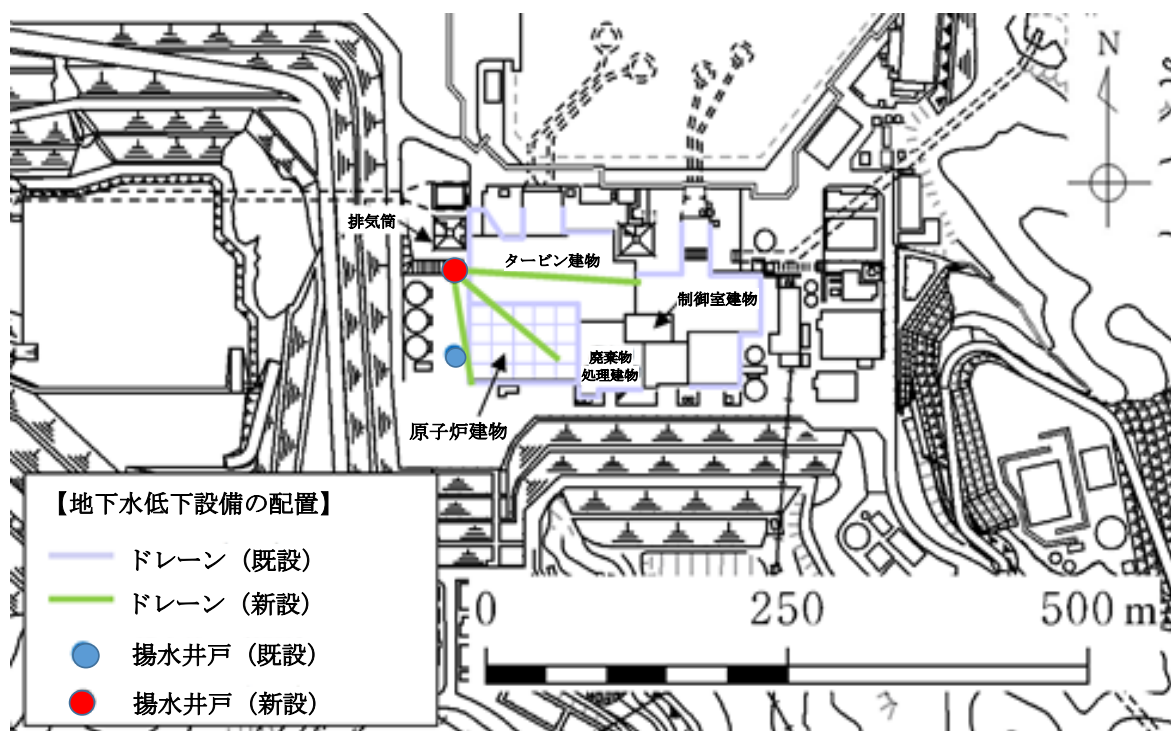 N
排気筒
タービン建物
制御室建物
廃棄物
処理建物
原子炉建物
【地下水低下設備の配置】
ドレーン（既設）
ドレーン（新設）
揚水井戸（既設）
揚水井戸（新設）
0 250 500 m